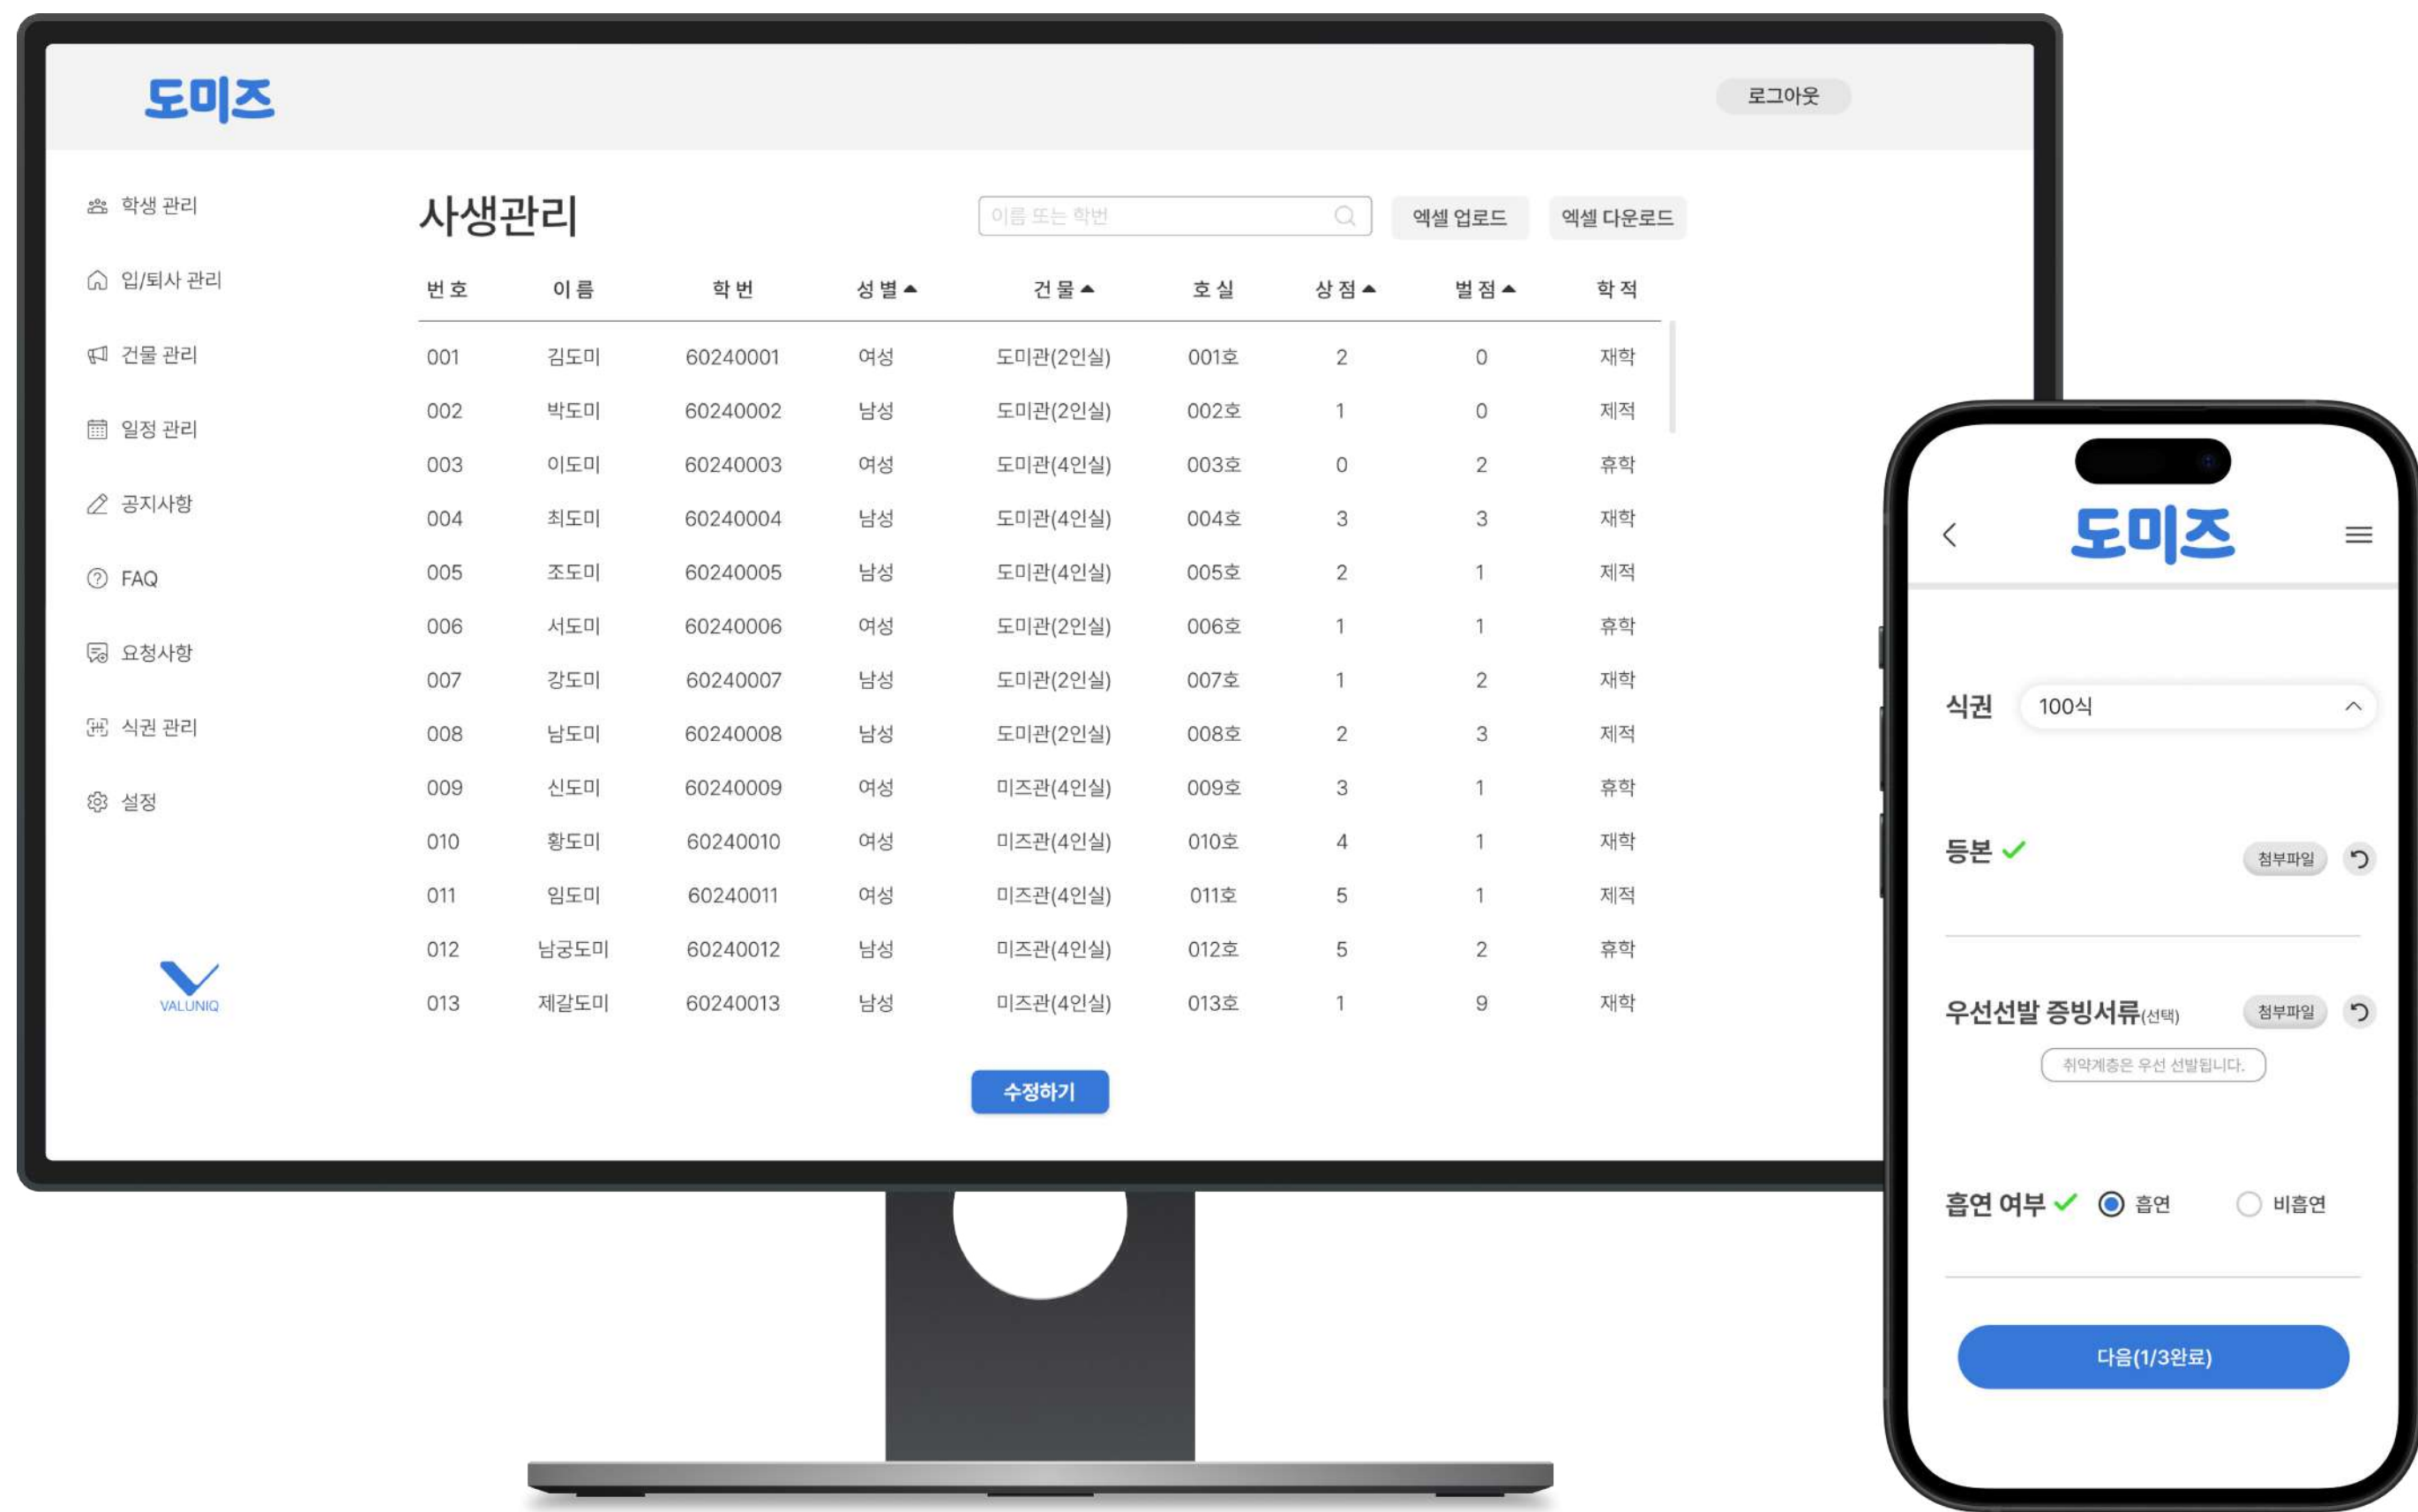 도미즈
로그아웃
학생 관리
입/퇴사 관리
건물 관리
일정 관리
공지사항
FAQ
요청사항
식권 관리
설정
VALUNIQ
사생관리
이름 또는 학번
엑셀 업로드
엑셀 다운로드
번호 이름 학번 성별▲ 건물▲ 호실 상점▲ 벌점▲ 학적
001 김도미 60240001 여성 도미관(2인실) 001호 2 0 재학
002 박도미 60240002 남성 도미관(2인실) 002호 1 0 제적
003 이도미 60240003 여성 도미관(4인실) 003호 0 2 휴학
004 최도미 60240004 남성 도미관(4인실) 004호 3 3 재학
005 조도미 60240005 남성 도미관(4인실) 005호 2 1 제적
006 서도미 60240006 여성 도미관(2인실) 006호 1 1 휴학
007 강도미 60240007 남성 도미관(2인실) 007호 1 2 재학
008 남도미 60240008 남성 도미관(2인실) 008호 2 3 제적
009 신도미 60240009 여성 미즈관(4인실) 009호 3 1 휴학
010 황도미 60240010 여성 미즈관(4인실) 010호 4 1 재학
011 임도미 60240011 여성 미즈관(4인실) 011호 5 1 제적
012 남궁도미 60240012 남성 미즈관(4인실) 012호 5 2 휴학
013 제갈도미 60240013 남성 미즈관(4인실) 013호 1 9 재학
수정하기
도미즈
식권 100식
등본 첨부파일
우선선발 증빙서류(선택) 첨부파일
취약계층은 우선 선발됩니다.
흡연 여부 흡연 비흡연
다음(1/3완료)